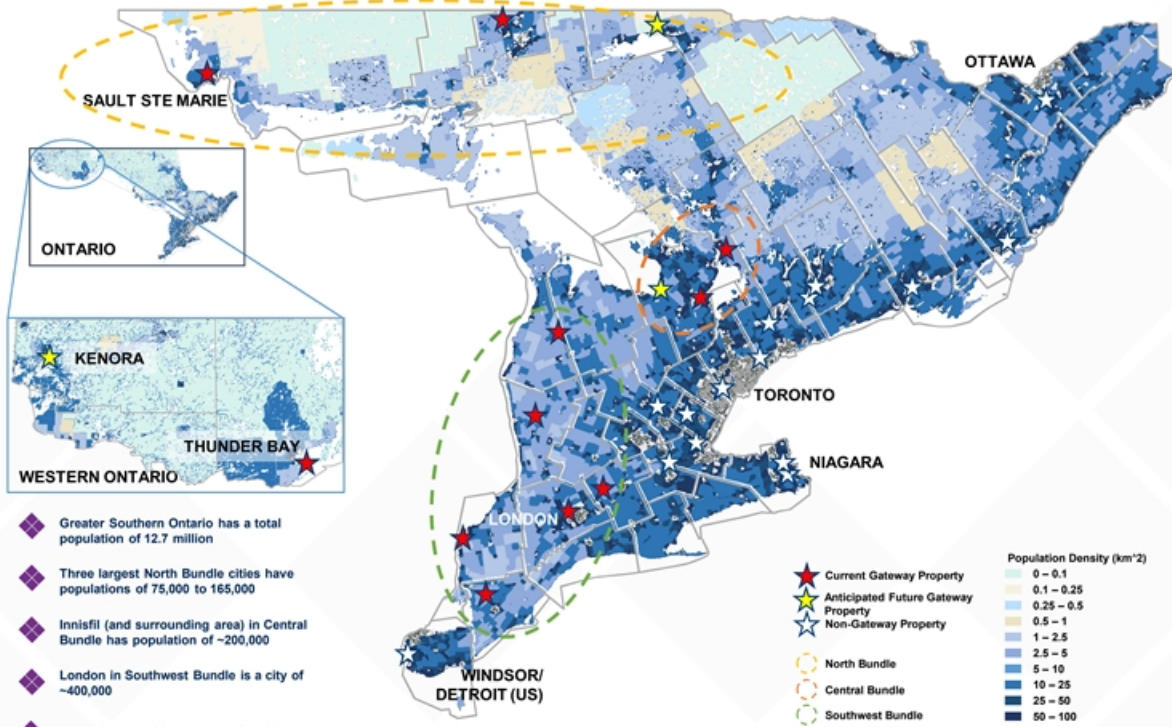 OTTAWA
SAULT STE MARIE
ONTARIO
KENORA
THUNDER BAY
WESTERN ONTARIO
TORONTO
NIAGARA
LONDON
WINDSOR/
DETROIT (US)
Greater Southern Ontario has a total
population of 12.7 million
Three largest North Bundle cities have
populations of 75,000 to 165,000
Innisfil (and surrounding area) in Central
Bundle has population of ~200,000
London in Southwest Bundle is a city of
~400,000
Current Gateway Property
Anticipated Future Gateway
Property
Non-Gateway Property
North Bundle
Central Bundle
Southwest Bundle
Population Density (km^2)
0 – 0.1
0.1 – 0.25
0.25 – 0.5
0.5 – 1
1 – 2.5
2.5 – 5
5 – 10
10 – 25
25 – 50
50 – 100